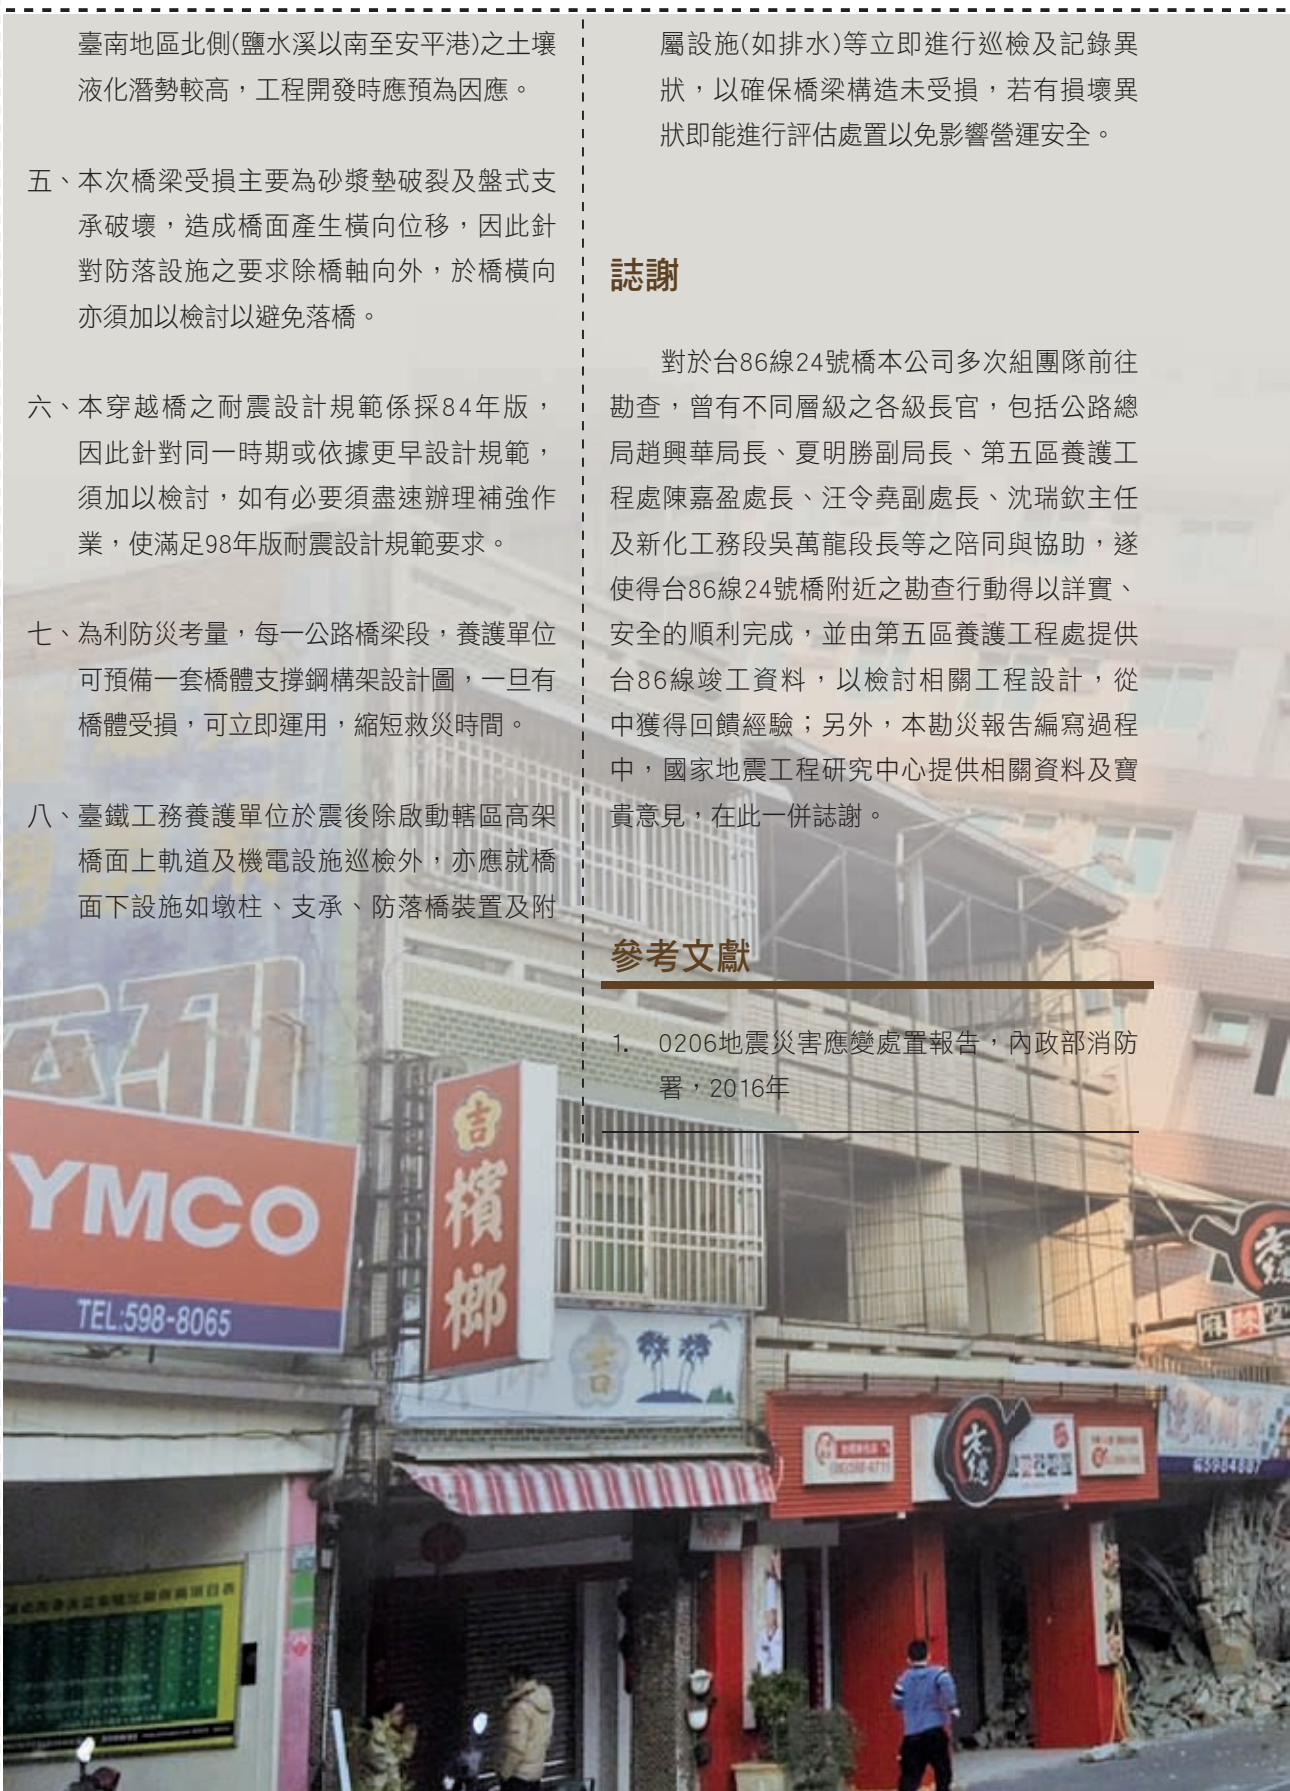 臺南地區北側(鹽水溪以南至安平港)之土壤
液化潛勢較高，工程開發時應預為因應。
五、本次橋梁受損主要為砂漿墊破裂及盤式支
承破壞，造成橋面產生橫向位移，因此針
對防落設施之要求除橋軸向外，於橋橫向
亦須加以檢討以避免落橋。
六、本穿越橋之耐震設計規範係採84年版，
因此針對同一時期或依據更早設計規範，
須加以檢討，如有必要須盡速辦理補強作
業，使滿足98年版耐震設計規範要求。
七、為利防災考量，每一公路橋梁段，養護單位
可預備一套橋體支撐鋼構架設計圖，一旦有
橋體受損，可立即運用，縮短救災時間。
八、臺鐵工務養護單位於震後除啟動轄區高架
橋面上軌道及機電設施巡檢外，亦應就橋
面下設施如墩柱、支承、防落橋裝置及附
屬設施(如排水)等立即進行巡檢及記錄異
狀，以確保橋梁構造未受損，若有損壞異
狀即能進行評估處置以免影響營運安全。
誌謝
對於台86線24號橋本公司多次組團隊前往
勘查，曾有不同層級之各級長官，包括公路總
局趙興華局長、夏明勝副局長、第五區養護工
程處陳嘉盈處長、汪令堯副處長、沈瑞欽主任
及新化工務段吳萬龍段長等之陪同與協助，遂
使得台86線24號橋附近之勘查行動得以詳實、
安全的順利完成，並由第五區養護工程處提供
台86線竣工資料，以檢討相關工程設計，從
中獲得回饋經驗；另外，本勘災報告編寫過程
中，國家地震工程研究中心提供相關資料及寶
貴意見，在此一併誌謝。
參考文獻
1. 0206地震災害應變處置報告，內政部消防
署，2016年
YMCO
TEL:598-8065
吉
檳榔
吉
麻辣
65984887